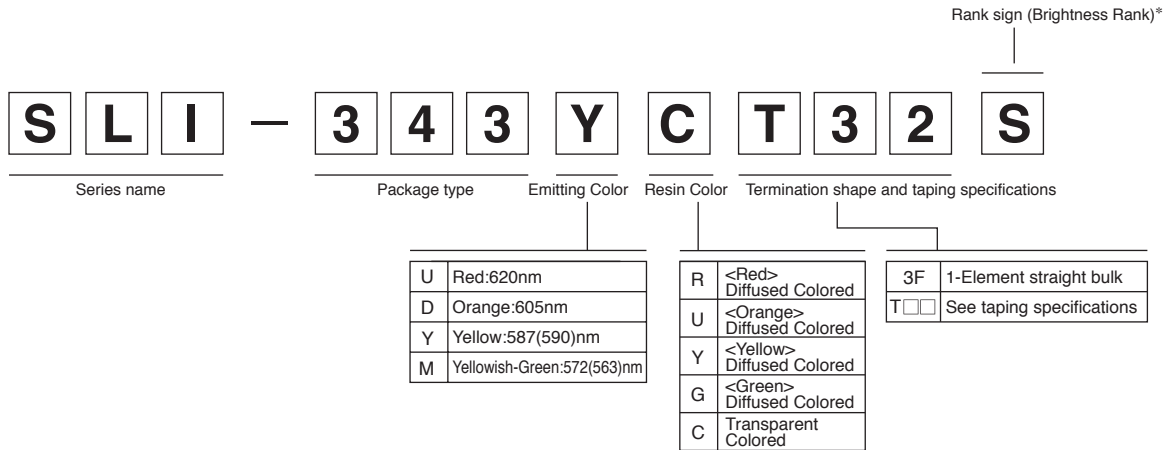 Rank sign (Brightness Rank)*
S L I — 3 4 3 Y C T 3 2 S
Series name
Package type
Emitting Color
Resin Color
Termination shape and taping specifications
U Red:620nm
D Orange:605nm
Y Yellow:587(590)nm
M Yellowish-Green:572(563)nm
R <Red>
Diffused Colored
U <Orange>
Diffused Colored
Y <Yellow>
Diffused Colored
G <Green>
Diffused Colored
C Transparent
Colored
3F 1-Element straight bulk
T□□ See taping specifications